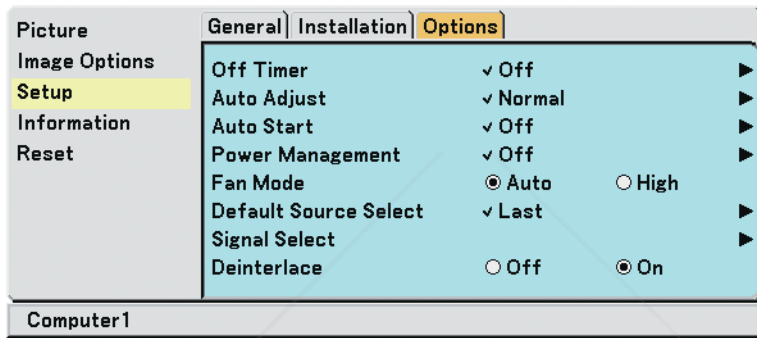 Picture
Image Options
Setup
Information
Reset
General Installation Options
Off Timer ✓ Off ▶
Auto Adjust ✓ Normal ▶
Auto Start ✓ Off ▶
Power Management ✓ Off ▶
Fan Mode ◉ Auto ○ High
Default Source Select ✓ Last ▶
Signal Select ▶
Deinterlace ○ Off ◉ On
Computer1